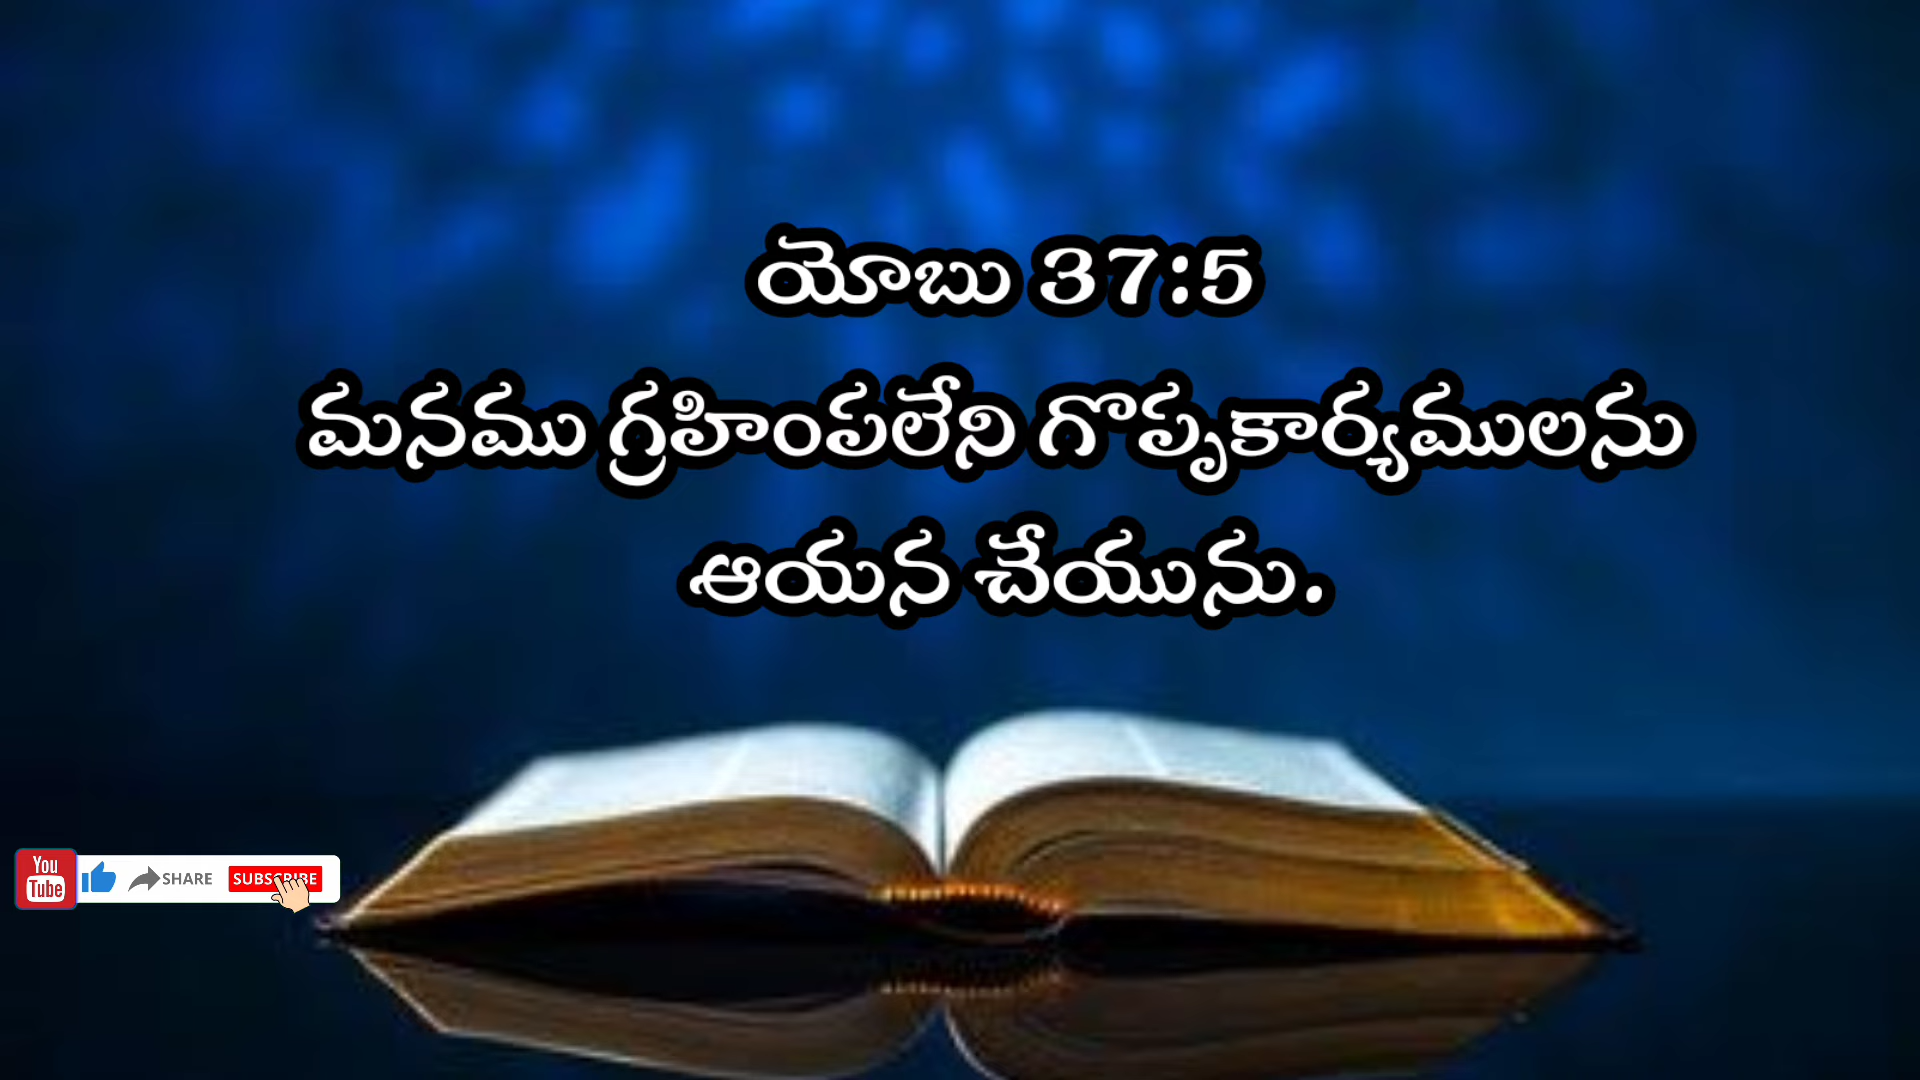 యోబు 37:5
మనము గ్రహింపలేని గొప్పకార్యములను
ఆయన చేయును.
You
Tube
SHARE
SUBSCRIBE